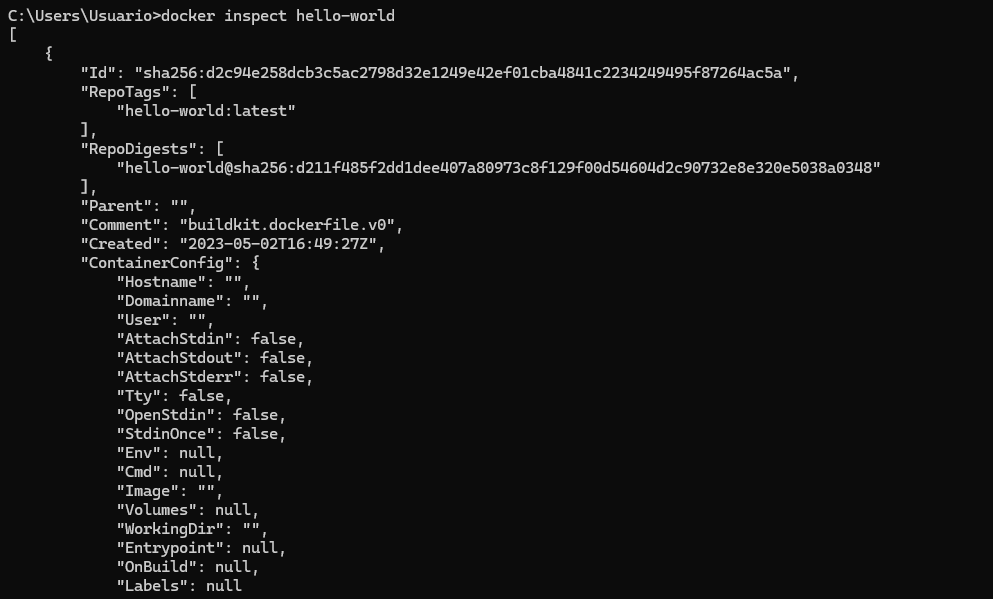 C:\Users\Usuario>docker inspect hello-world
[
    {
        "Id": "sha256:d2c94e258dcb3c5ac2798d32e1249e42ef01cba4841c2234249495f87264ac5a",
        "RepoTags": [
            "hello-world:latest"
        ],
        "RepoDigests": [
            "hello-world@sha256:d211f485f2dd1dee407a80973c8f129f00d54604d2c90732e8e320e5038a0348"
        ],
        "Parent": "",
        "Comment": "buildkit.dockerfile.v0",
        "Created": "2023-05-02T16:49:27Z",
        "ContainerConfig": {
            "Hostname": "",
            "Domainname": "",
            "User": "",
            "AttachStdin": false,
            "AttachStdout": false,
            "AttachStderr": false,
            "Tty": false,
            "OpenStdin": false,
            "StdinOnce": false,
            "Env": null,
            "Cmd": null,
            "Image": "",
            "Volumes": null,
            "WorkingDir": "",
            "Entrypoint": null,
            "OnBuild": null,
            "Labels": null